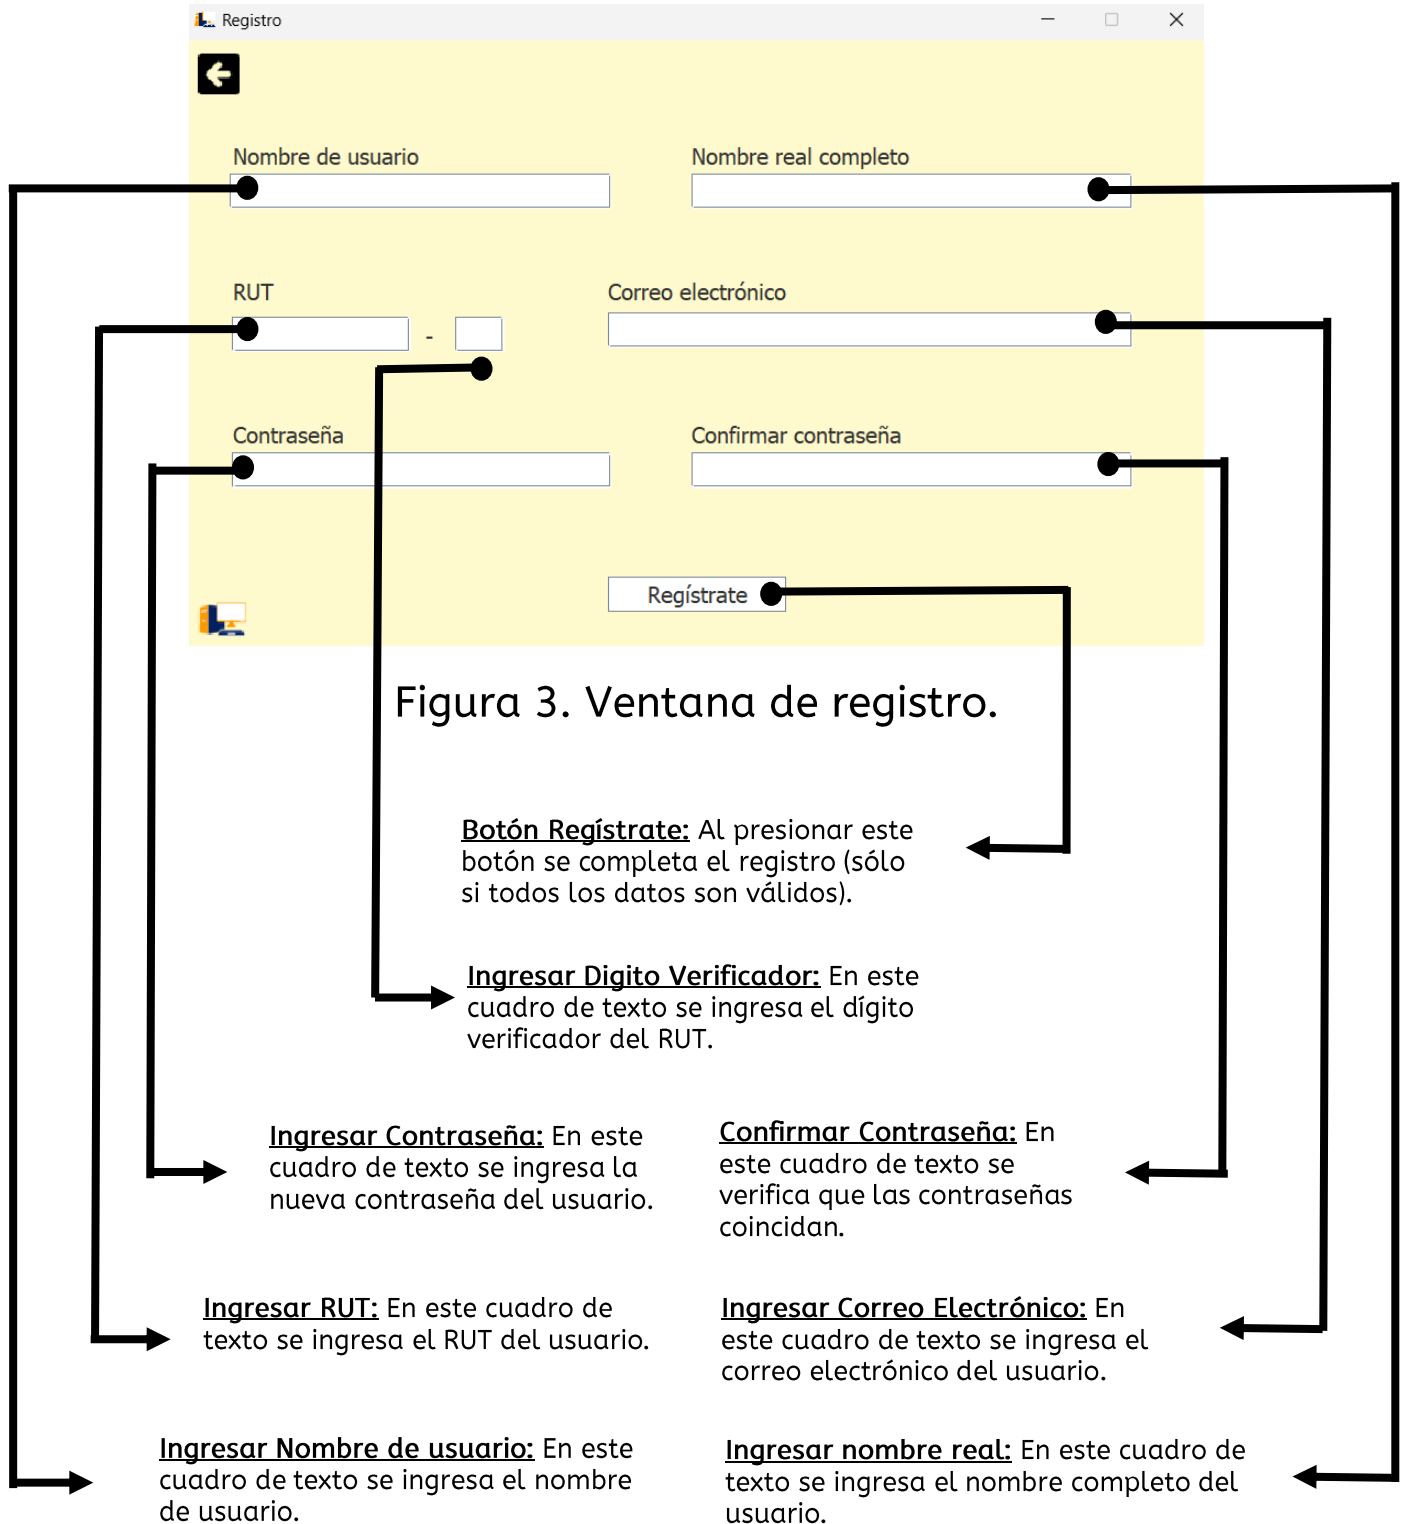 Registro
Nombre de usuario
Nombre real completo
RUT
Correo electrónico
-
Contraseña
Confirmar contraseña
Regístrate
Figura 3. Ventana de registro.
Botón Regístrate: Al presionar este
botón se completa el registro (sólo
si todos los datos son válidos).
Ingresar Digito Verificador: En este
cuadro de texto se ingresa el dígito
verificador del RUT.
Ingresar Contraseña: En este
cuadro de texto se ingresa la
nueva contraseña del usuario.
Confirmar Contraseña: En
este cuadro de texto se
verifica que las contraseñas
coincidan.
Ingresar RUT: En este cuadro de
texto se ingresa el RUT del usuario.
Ingresar Correo Electrónico: En
este cuadro de texto se ingresa el
correo electrónico del usuario.
Ingresar Nombre de usuario: En este
cuadro de texto se ingresa el nombre
de usuario.
Ingresar nombre real: En este cuadro de
texto se ingresa el nombre completo del
usuario.